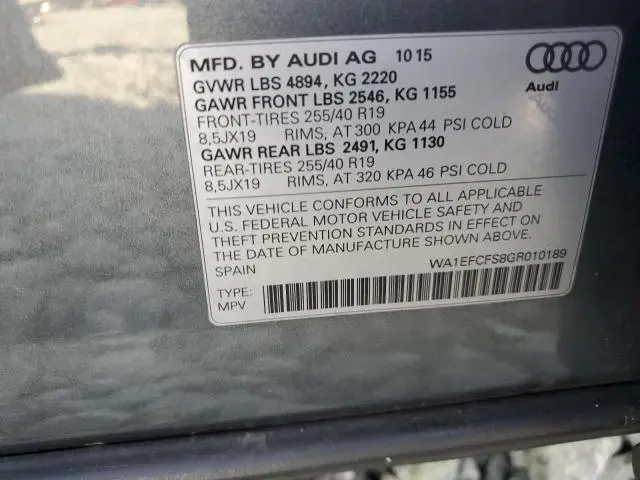 MFD. BY AUDI AG 10 15
GVWR LBS 4894, KG 2220
GAWR FRONT LBS 2546, KG 1155
FRONT-TIRES 255/40 R19
8,5JX19 RIMS, AT 300 KPA 44 PSI COLD
GAWR REAR LBS 2491, KG 1130
REAR-TIRES 255/40 R19
8,5JX19 RIMS, AT 320 KPA 46 PSI COLD
Audi
THIS VEHICLE CONFORMS TO ALL APPLICABLE
U.S. FEDERAL MOTOR VEHICLE SAFETY AND
THEFT PREVENTION STANDARDS IN EFFECT ON
THE DATE OF MANUFACTURE SHOWN ABOVE.
SPAIN WA1EFCFS8GR010189
TYPE:
MPV